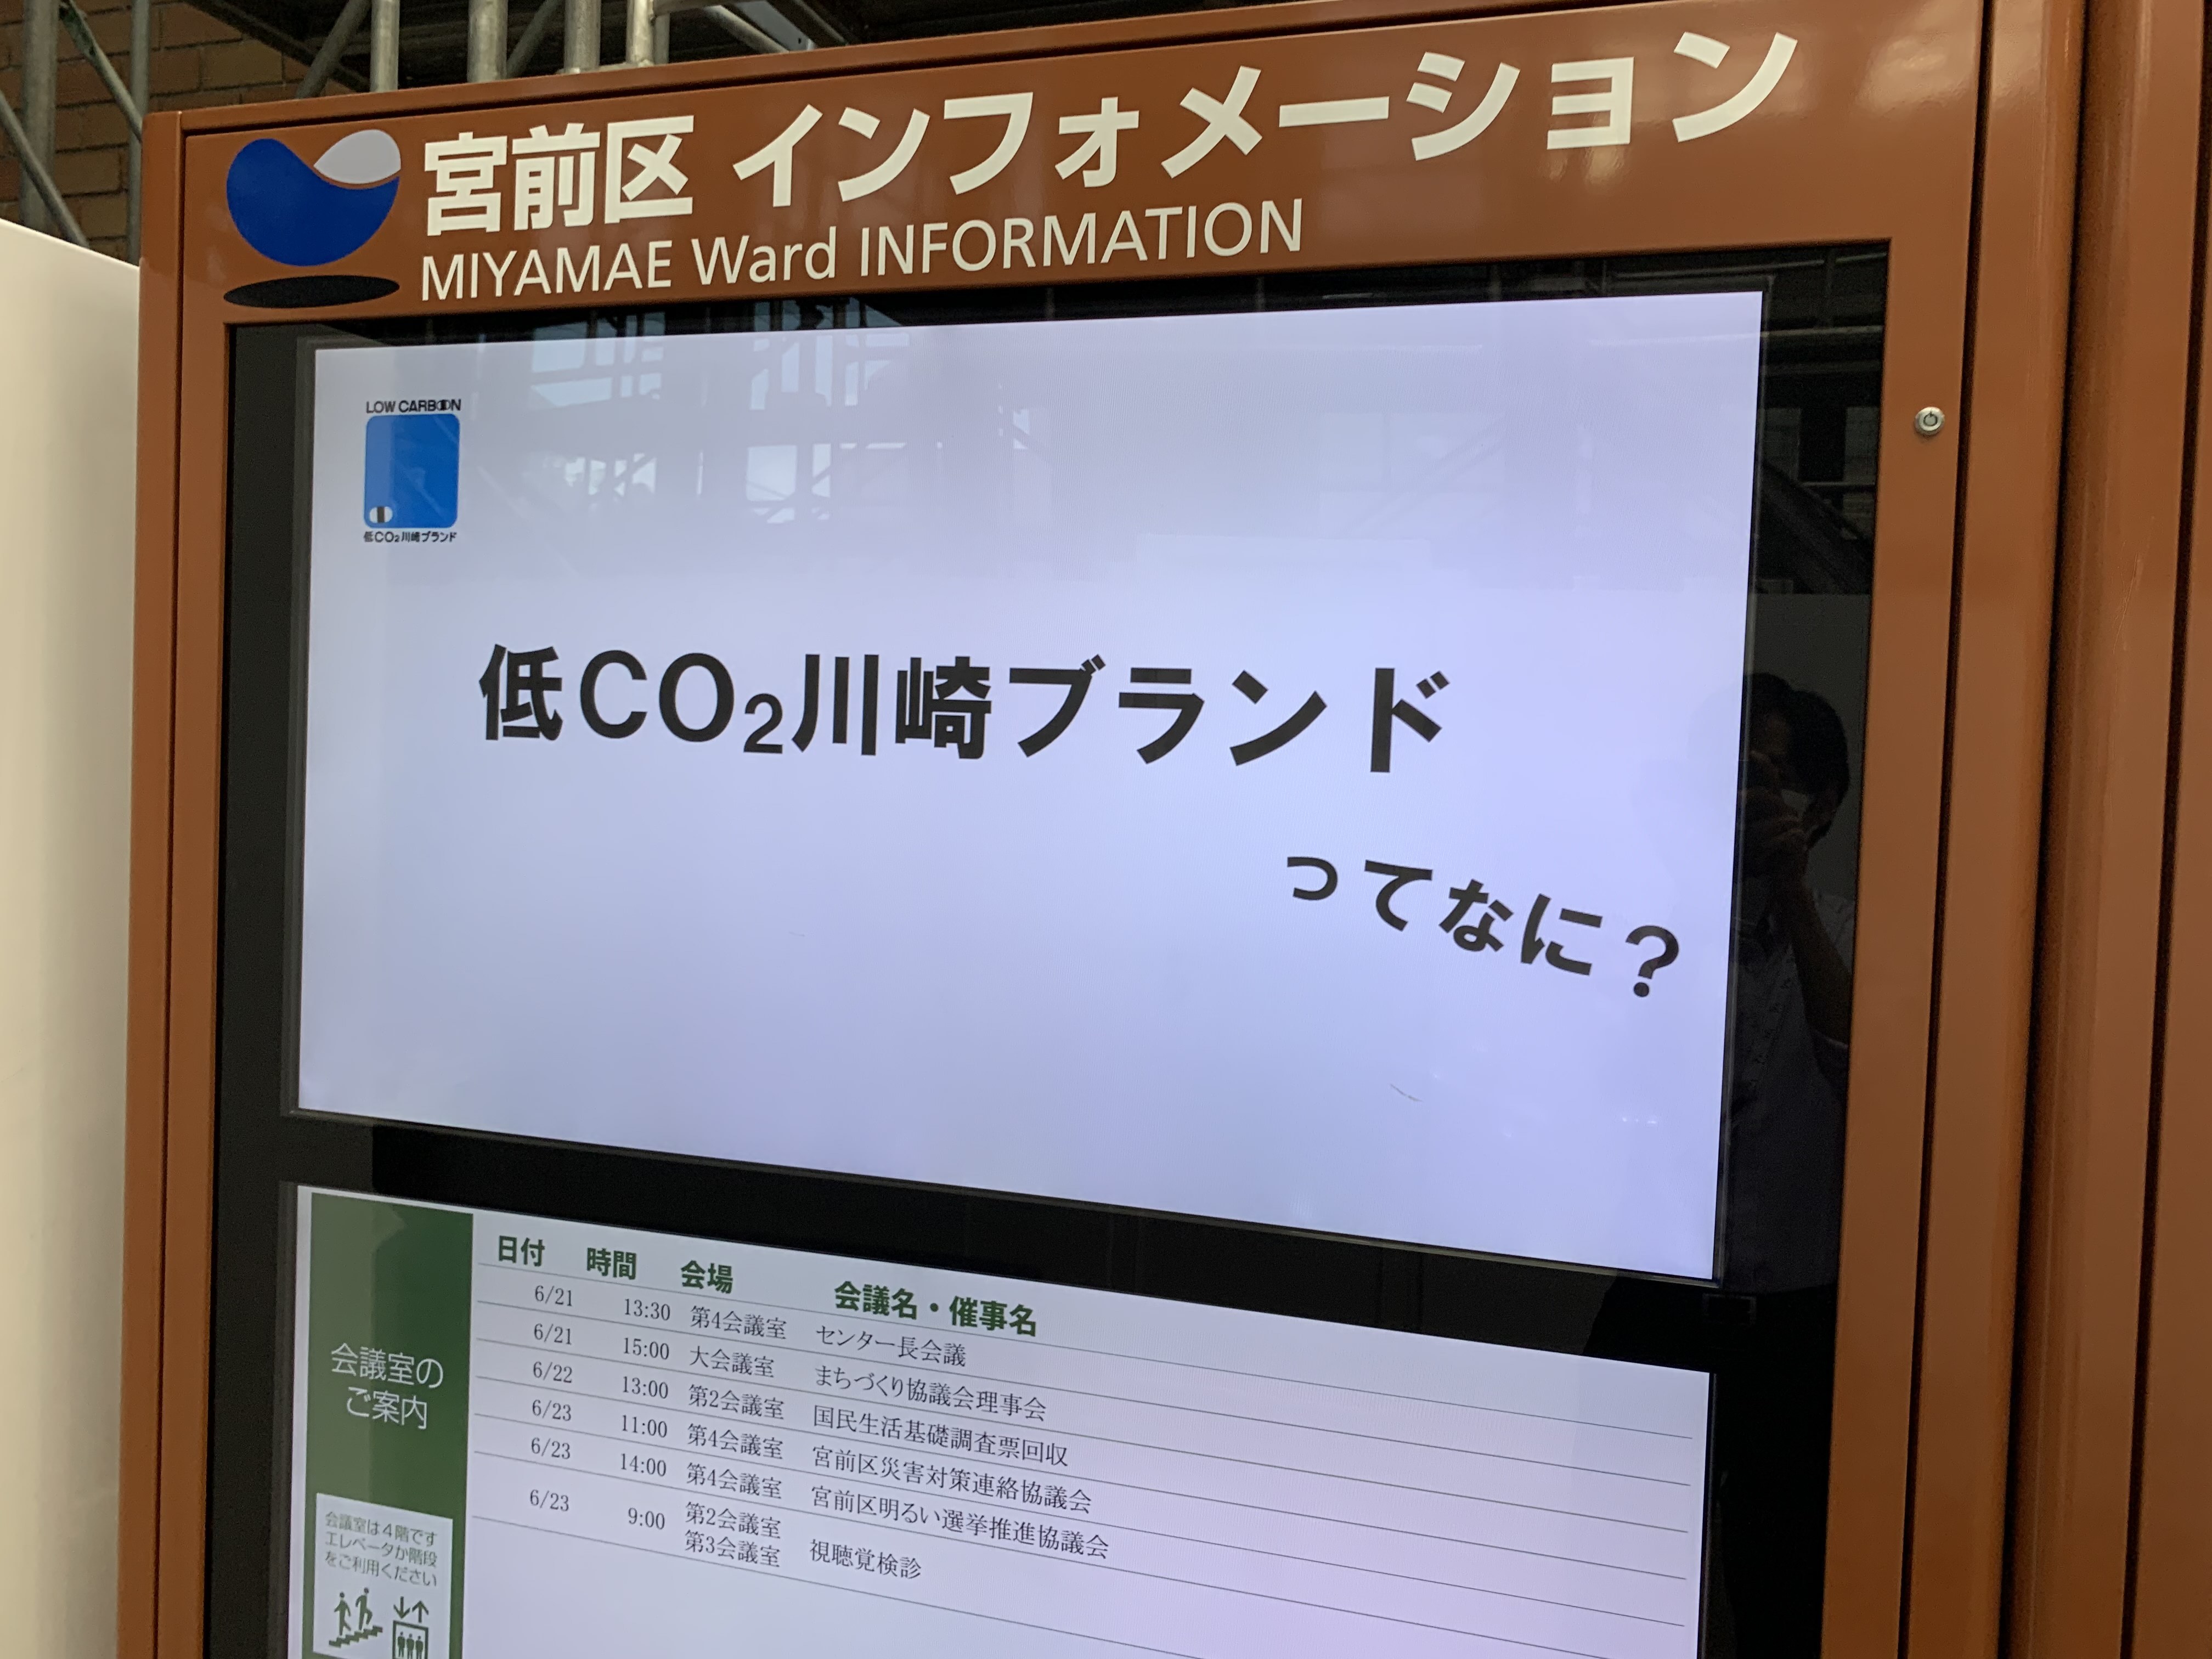 宮前区 インフォメーション
MIYAMAE Ward INFORMATION
LOW CARBON
低CO₂川崎ブランド
低CO₂川崎ブランド
ってなに？
会議室の
ご案内
会議室は4階です
エレベータか階段
をご利用ください
日付 時間 会場 会議名・催事名
6/21 13:30 第4会議室 センター長会議
6/21 15:00 大会議室 まちづくり協議会理事会
6/22 13:00 第2会議室 国民生活基礎調査票回収
6/23 11:00 第4会議室 宮前区災害対策連絡協議会
6/23 14:00 第4会議室 宮前区明るい選挙推進協議会
6/23 9:00 第2会議室
第3会議室 視聴覚検診